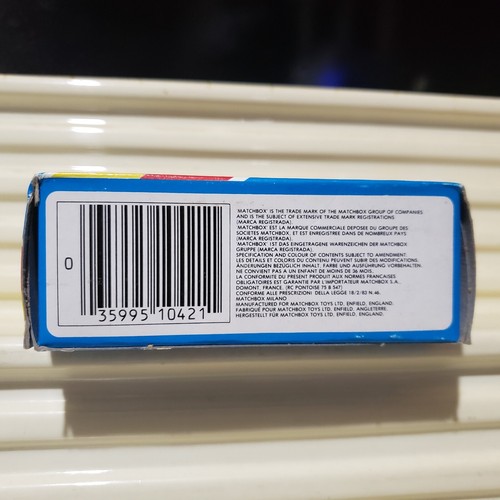 0
35995 10421
MATCHBOX' IS THE TRADE MARK OF THE MATCHBOX GROUP OF COMPANIES
AND IS THE SUBJECT OF EXTENSIVE TRADE MARK REGISTRATIONS
(MARCA REGISTRADA).
MATCHBOX' EST LA MARQUE COMMERCIALE DEPOSEE DU GROUPE DES
SOCIETES MATCHBOX, ET EST ENREGISTREE DANS DE NOMBREUX PAYS
(MARCA REGISTRADA).
MATCHBOX' IST DAS EINGETRAGENE WARENZEICHEN DER MATCHBOX
GRUPPE (MARCA REGISTRADA).
SPECIFICATION AND COLOUR OF CONTENTS SUBJECT TO AMENDMENT.
LES DETAILS ET COLORIS DU CONTENU PEUVENT SUBIR DES MODIFICATIONS.
ÄNDERUNGEN BEZÜGLICH INHALT, FARBE UND AUSFÜHRUNG VORBEHALTEN.
NE CONVIENT PAS A UN ENFANT DE MOINS DE 36 MOIS.
LA CONFORMITE DU PRESENT PRODUIT AUX NORMES FRANCAISES
OBLIGATOIRES EST GARANTIE PAR L'IMPORTATEUR MATCHBOX S.A.,
DOMONT, FRANCE. (RC PONTOISE 75 B 547)
CONFORME ALLE PRESCRIZIONI DELLA LEGGE 18/2/83 N.46.
MATCHBOX MILANO
MANUFACTURED FOR MATCHBOX TOYS LTD. ENFIELD, ENGLAND.
FABRIQUÉ POUR MATCHBOX TOYS LTD. ENFIELD, ANGLETERRE.
HERGESTELLT FÜR MATCHBOX TOYS LTD. ENFIELD, ENGLAND.